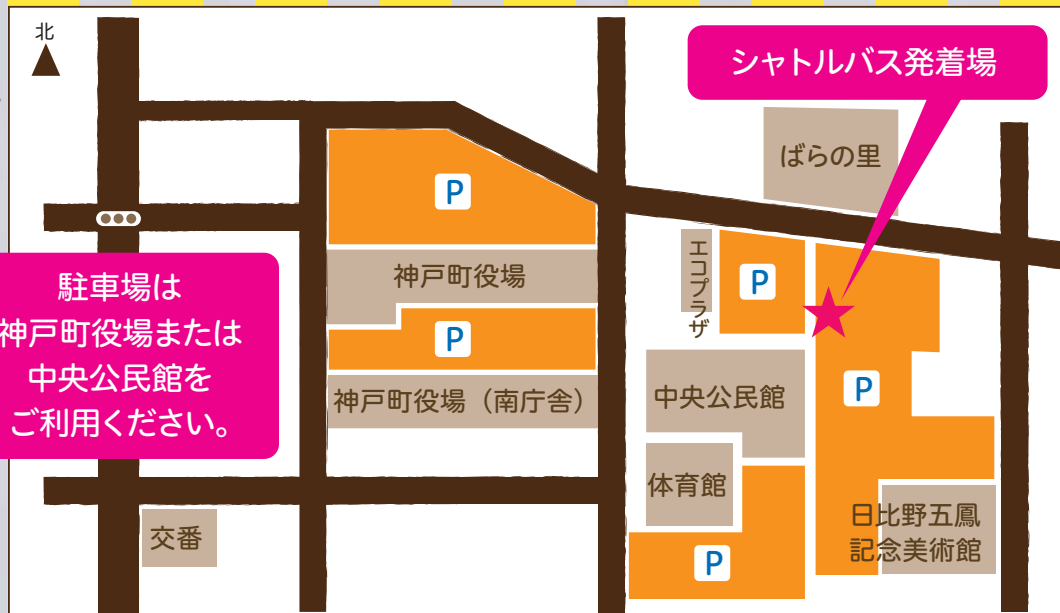 北
シャトルバス発着場
ばらの里
P
神戸町役場
エコプラザ
P
駐車場は
神戸町役場または
中央公民館を
ご利用ください。
P
神戸町役場（南庁舎）
中央公民館
P
体育館
交番
日比野五鳳
記念美術館
P